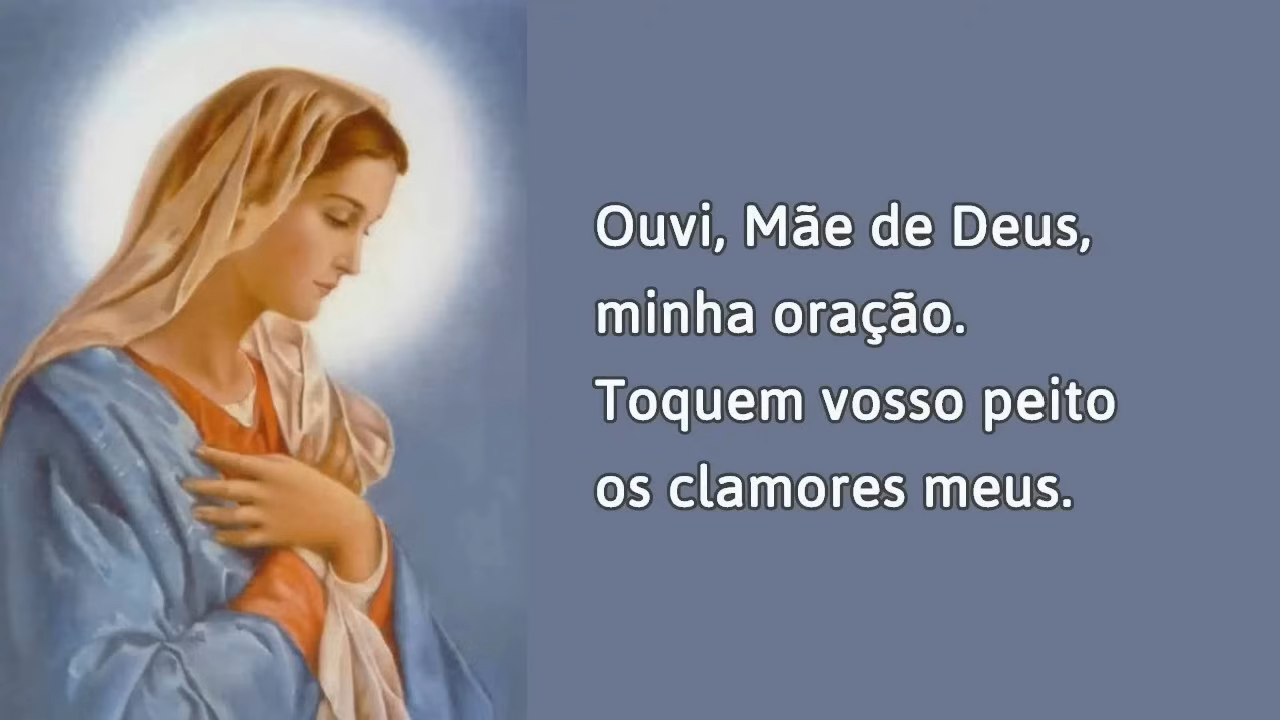 Ouvi, Mãe de Deus,
minha oração.
Toquem vosso peito
os clamores meus.